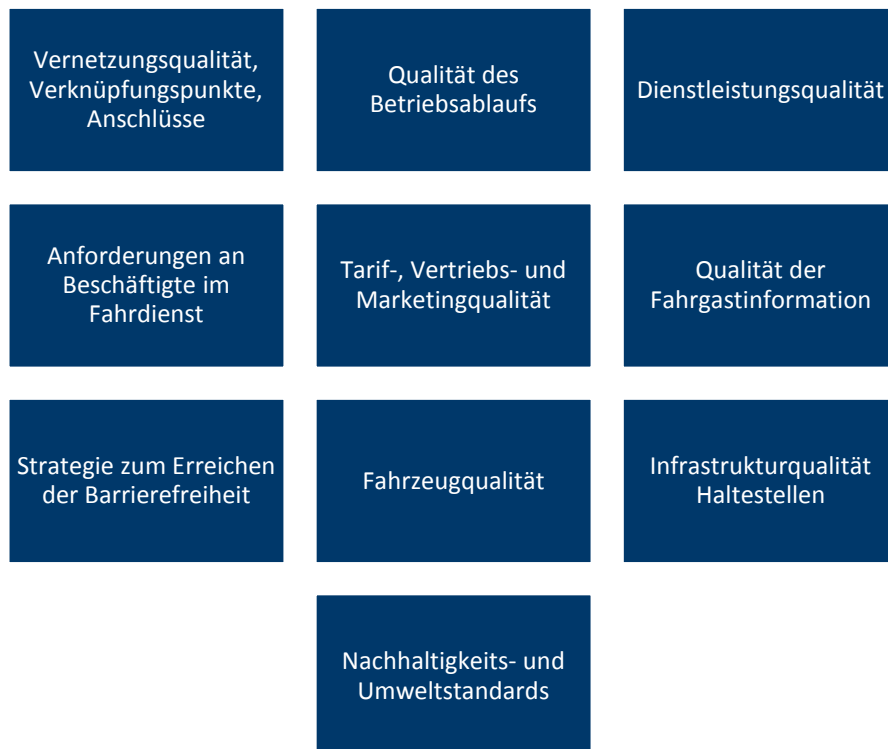 Vernetzungsqualität,
Verknüpfungspunkte,
Anschlüsse
Qualität des
Betriebsablaufs
Dienstleistungsqualität
Anforderungen an
Beschäftigte im
Fahrdienst
Tarif-, Vertriebs- und
Marketingqualität
Qualität der
Fahrgastinformation
Strategie zum Erreichen
der Barrierefreiheit
Fahrzeugqualität
Infrastrukturqualität
Haltestellen
Nachhaltigkeits- und
Umweltstandards